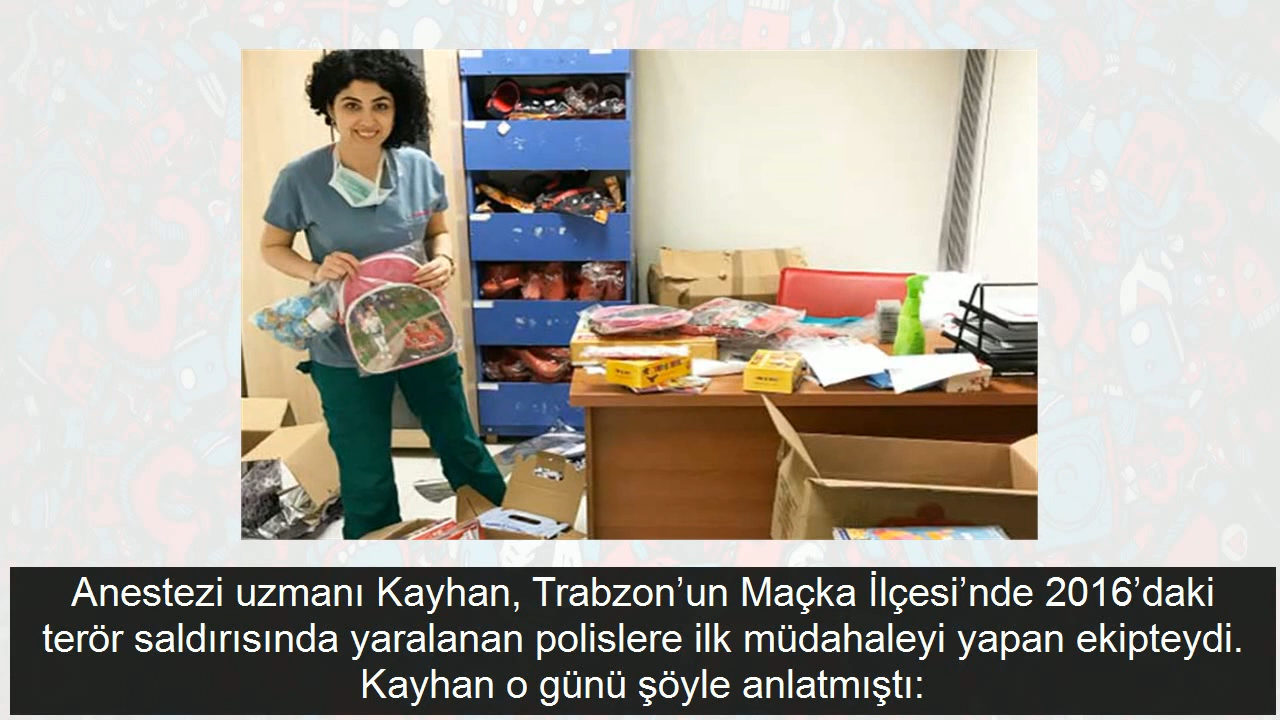 Anestezi uzmanı Kayhan, Trabzon’un Maçka İlçesi’nde 2016’daki
terör saldırısında yaralanan polislere ilk müdahaleyi yapan ekipteydi.
Kayhan o günü şöyle anlatmıştı: